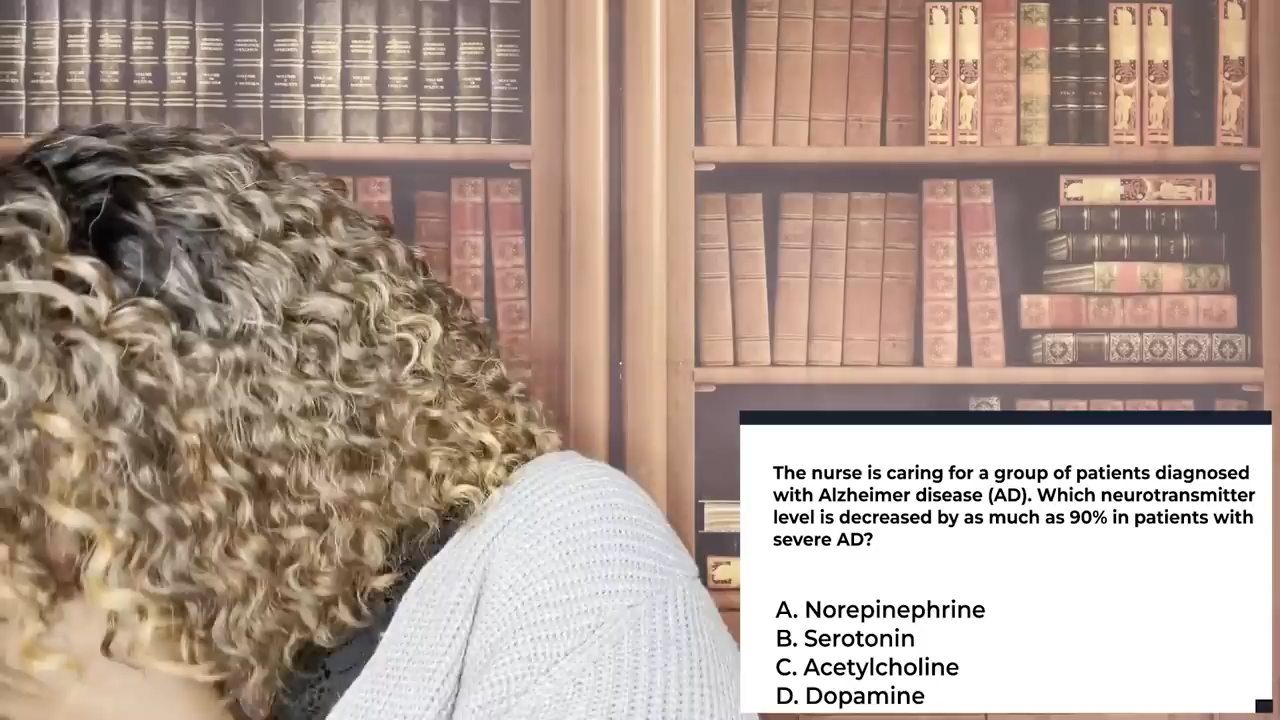 The nurse is caring for a group of patients diagnosed
with Alzheimer disease (AD). Which neurotransmitter
level is decreased by as much as 90% in patients with
severe AD?
A. Norepinephrine
B. Serotonin
C. Acetylcholine
D. Dopamine